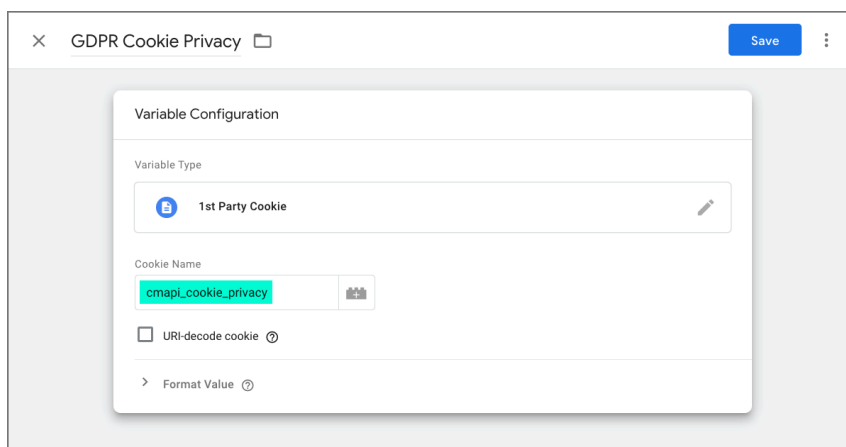 GDPR Cookie Privacy
Save
Variable Configuration
Variable Type
1st Party Cookie
Cookie Name
cmapi_cookie_privacy
URI-decode cookie
Format Value